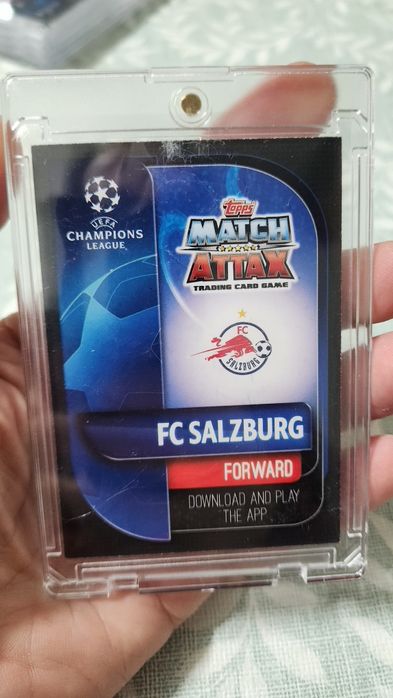 UEFA
CHAMPIONS
LEAGUE
Topps
MATCH
ATTAX
TRADING CARD GAME
FC
SALZBURG
FC SALZBURG
FORWARD
DOWNLOAD AND PLAY
THE APP